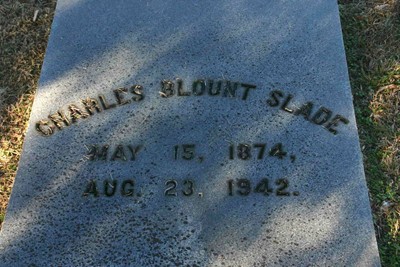 CHARLES BLOUNT SLADE
MAY 15, 1874,
AUG. 23, 1942.